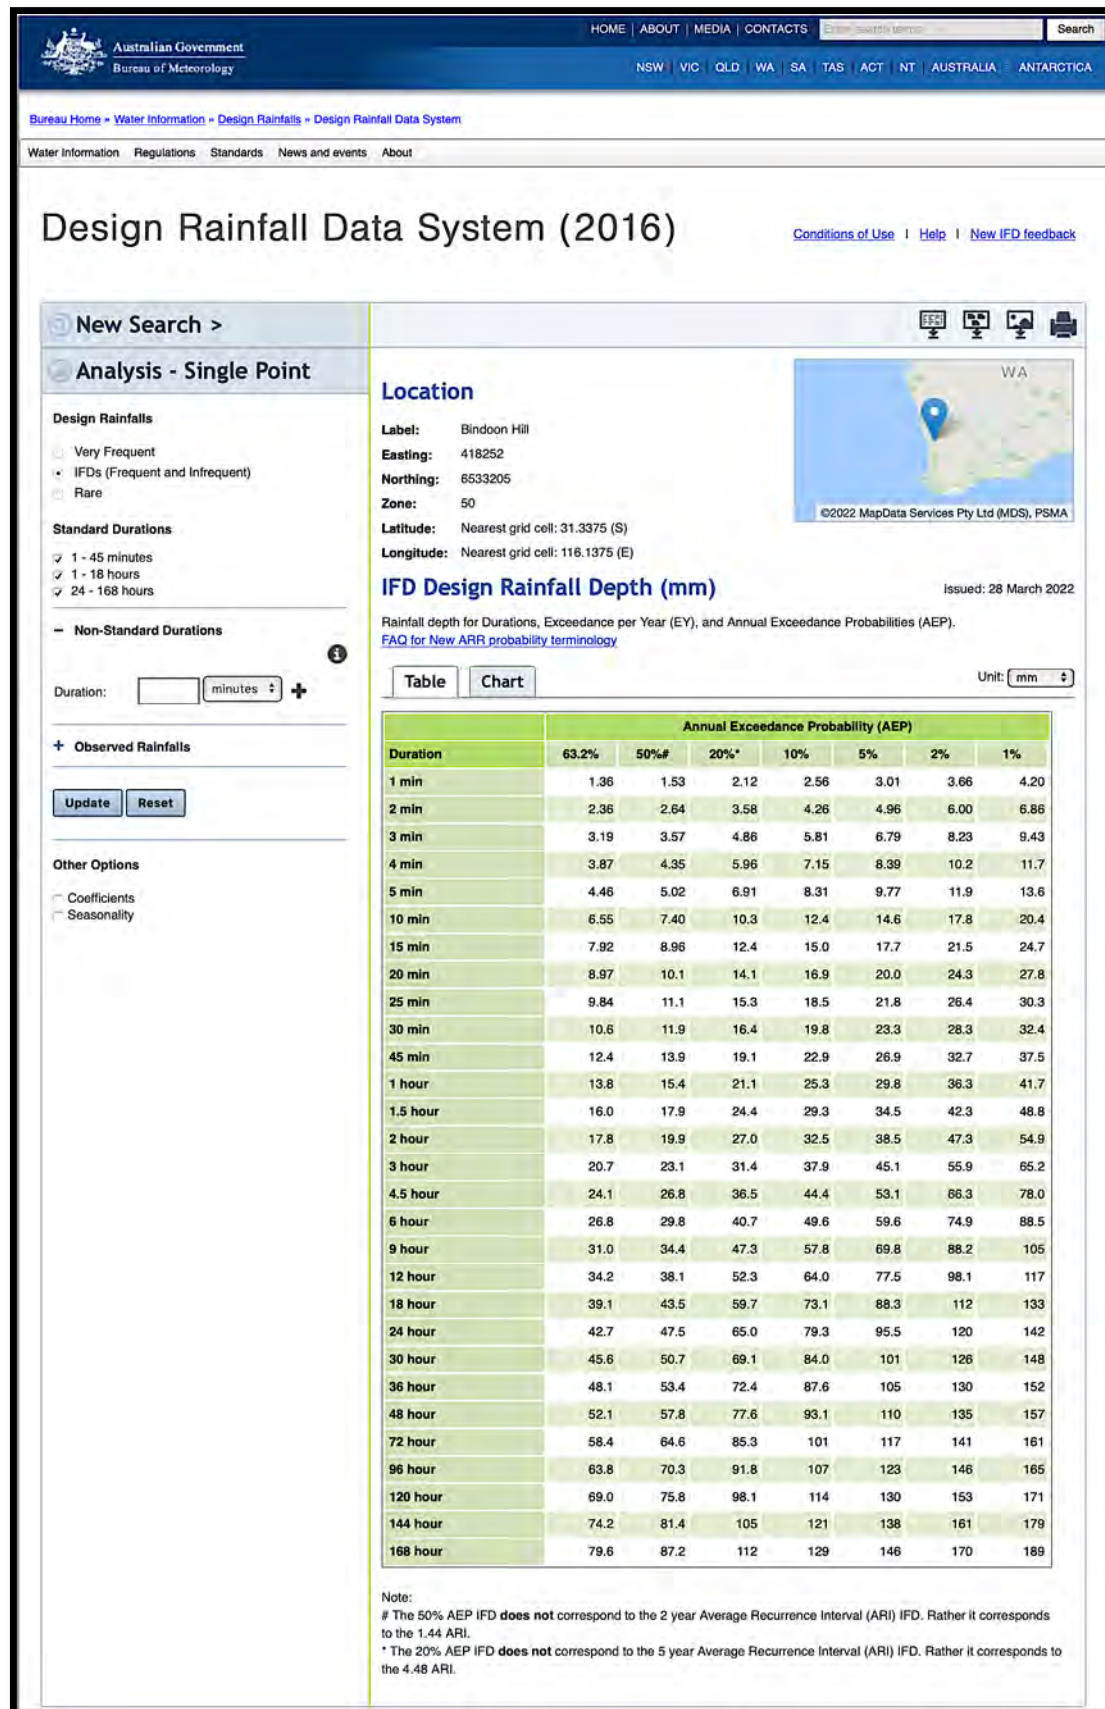 HOME | ABOUT | MEDIA | CONTACTS Enter search terms Search
Australian Government
Bureau of Meteorology
NSW | VIC | QLD | WA | SA | TAS | ACT | NT | AUSTRALIA | ANTARCTICA
Bureau Home » Water Information » Design Rainfalls » Design Rainfall Data System
Water Information Regulations Standards News and events About
Design Rainfall Data System (2016)
Conditions of Use | Help | New IFD feedback
New Search >
Analysis - Single Point
Design Rainfalls
Very Frequent
IFDs (Frequent and Infrequent)
Rare
Standard Durations
1 - 45 minutes
1 - 18 hours
24 - 168 hours
– Non-Standard Durations
Duration: minutes +
+ Observed Rainfalls
Update Reset
Other Options
Coefficients
Seasonality
Location
Label: Bindoon Hill
Easting: 418252
Northing: 6533205
Zone: 50
Latitude: Nearest grid cell: 31.3375 (S)
Longitude: Nearest grid cell: 116.1375 (E)
WA
©2022 MapData Services Pty Ltd (MDS), PSMA
IFD Design Rainfall Depth (mm)
Issued: 28 March 2022
Rainfall depth for Durations, Exceedance per Year (EY), and Annual Exceedance Probabilities (AEP).
FAQ for New ARR probability terminology
Table Chart
Unit: mm
Annual Exceedance Probability (AEP)
Duration 63.2% 50%# 20%* 10% 5% 2% 1%
1 min 1.36 1.53 2.12 2.56 3.01 3.66 4.20
2 min 2.36 2.64 3.58 4.26 4.96 6.00 6.86
3 min 3.19 3.57 4.86 5.81 6.79 8.23 9.43
4 min 3.87 4.35 5.96 7.15 8.39 10.2 11.7
5 min 4.46 5.02 6.91 8.31 9.77 11.9 13.6
10 min 6.55 7.40 10.3 12.4 14.6 17.8 20.4
15 min 7.92 8.96 12.4 15.0 17.7 21.5 24.7
20 min 8.97 10.1 14.1 16.9 20.0 24.3 27.8
25 min 9.84 11.1 15.3 18.5 21.8 26.4 30.3
30 min 10.6 11.9 16.4 19.8 23.3 28.3 32.4
45 min 12.4 13.9 19.1 22.9 26.9 32.7 37.5
1 hour 13.8 15.4 21.1 25.3 29.8 36.3 41.7
1.5 hour 16.0 17.9 24.4 29.3 34.5 42.3 48.8
2 hour 17.8 19.9 27.0 32.5 38.5 47.3 54.9
3 hour 20.7 23.1 31.4 37.9 45.1 55.9 65.2
4.5 hour 24.1 26.8 36.5 44.4 53.1 66.3 78.0
6 hour 26.8 29.8 40.7 49.6 59.6 74.9 88.5
9 hour 31.0 34.4 47.3 57.8 69.8 88.2 105
12 hour 34.2 38.1 52.3 64.0 77.5 98.1 117
18 hour 39.1 43.5 59.7 73.1 88.3 112 133
24 hour 42.7 47.5 65.0 79.3 95.5 120 142
30 hour 45.6 50.7 69.1 84.0 101 126 148
36 hour 48.1 53.4 72.4 87.6 105 130 152
48 hour 52.1 57.8 77.6 93.1 110 135 157
72 hour 58.4 64.6 85.3 101 117 141 161
96 hour 63.8 70.3 91.8 107 123 146 165
120 hour 69.0 75.8 98.1 114 130 153 171
144 hour 74.2 81.4 105 121 138 161 179
168 hour 79.6 87.2 112 129 146 170 189
Note:
# The 50% AEP IFD does not correspond to the 2 year Average Recurrence Interval (ARI) IFD. Rather it corresponds
to the 1.44 ARI.
* The 20% AEP IFD does not correspond to the 5 year Average Recurrence Interval (ARI) IFD. Rather it corresponds to
the 4.48 ARI.